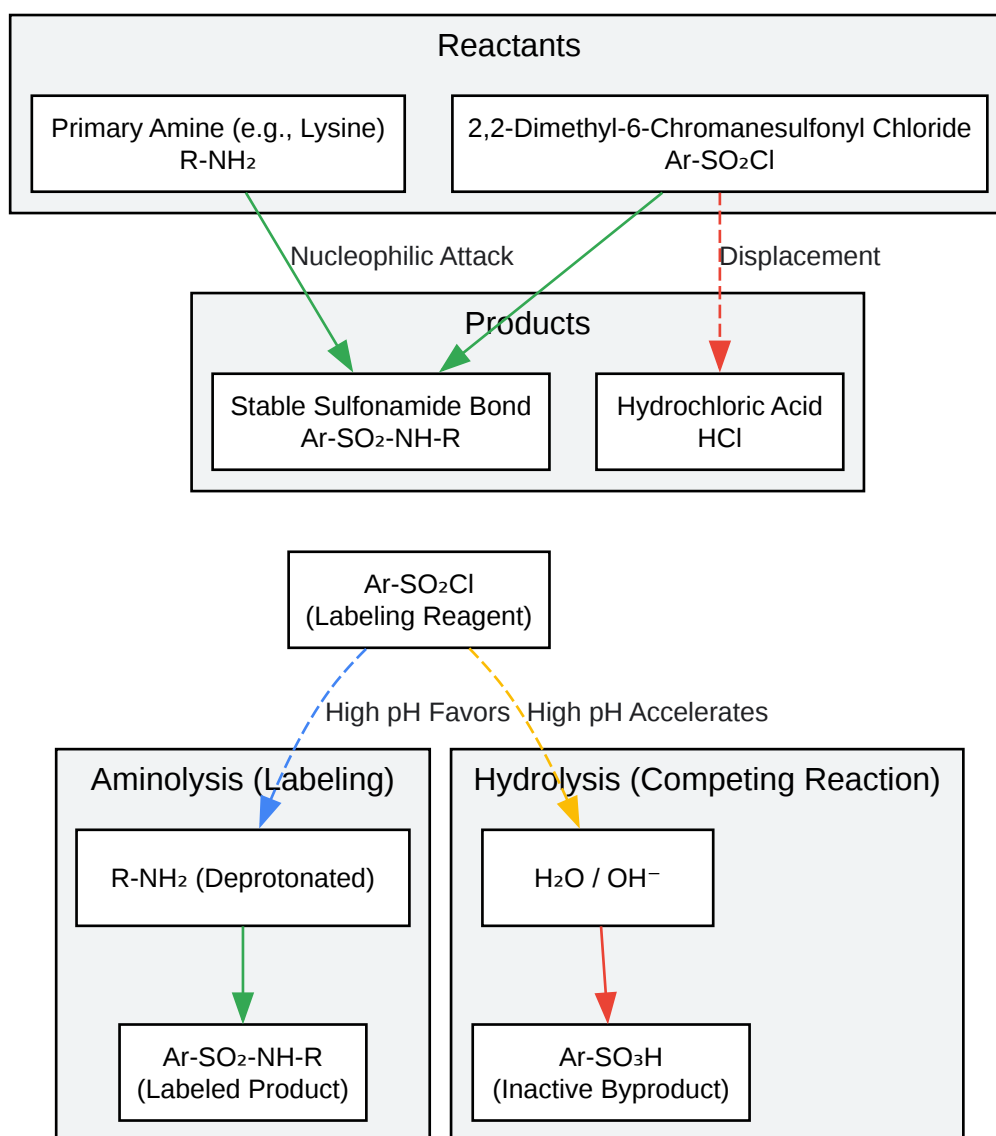 Reactants
Primary Amine (e.g., Lysine)
R-NH₂
2,2-Dimethyl-6-Chromanesulfonyl Chloride
Ar-SO₂Cl
Nucleophilic Attack
Displacement
Products
Stable Sulfonamide Bond
Ar-SO₂-NH-R
Hydrochloric Acid
HCl
Ar-SO₂Cl
(Labeling Reagent)
High pH Favors
High pH Accelerates
Aminolysis (Labeling)
Hydrolysis (Competing Reaction)
R-NH₂ (Deprotonated)
H₂O / OH⁻
Ar-SO₂-NH-R
(Labeled Product)
Ar-SO₃H
(Inactive Byproduct)